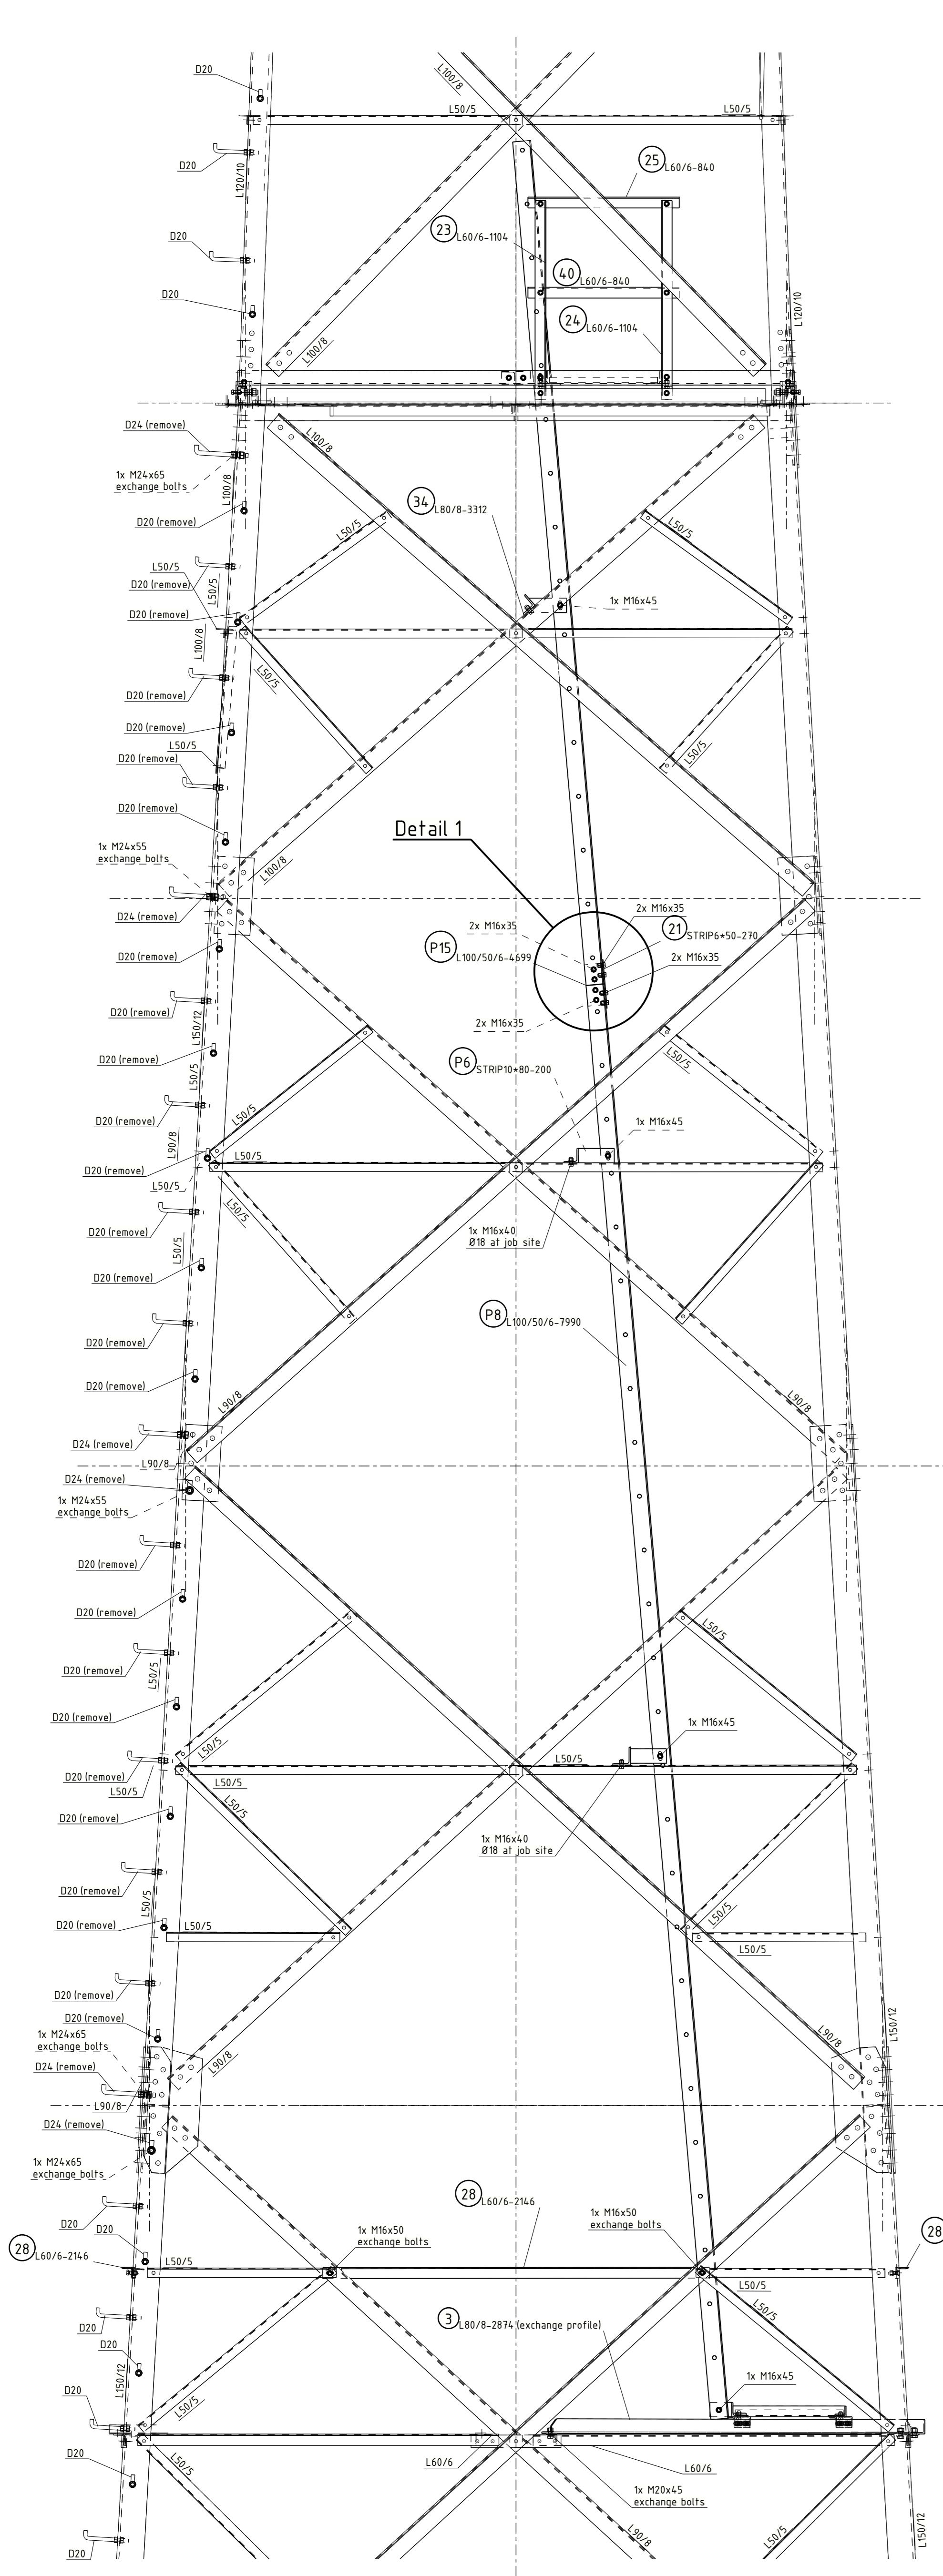 D20
L100/8
L50/5
L50/5
D20
L120/10
25
L60/6-840
23
L60/6-1104
D20
40
L60/6-840
D20
24
L60/6-1104
L120/10
L100/8
D24 (remove)
L100/8
1x M24x65
exchange bolts
L100/8
34
L80/8-3312
D20 (remove)
L50/5
L50/5
L50/5
D20 (remove)
L50/5
1x M16x45
D20 (remove)
L100/8
L50/5
D20 (remove)
D20 (remove)
L50/5
L50/5
D20 (remove)
D20 (remove)
Detail 1
1x M24x55
exchange bolts
L100/8
D24 (remove)
2x M16x35
2x M16x35
21
STRIP6*50-270
P15
L100/50/6-4699
2x M16x35
D20 (remove)
D20 (remove)
L150/12
2x M16x35
D20 (remove)
L50/5
P6
STRIP10*80-200
L50/5
D20 (remove)
L50/5
1x M16x45
L90/8
L50/5
D20 (remove)
L50/5
L50/5
D20 (remove)
1x M16x40
Ø18 at job site
L50/5
D20 (remove)
P8
L100/50/6-7990
D20 (remove)
D20 (remove)
L90/8
L90/8
D24 (remove)
L90/8
D24 (remove)
1x M24x55
exchange bolts
D20 (remove)
D20 (remove)
L50/5
D20 (remove)
L50/5
D20 (remove)
1x M16x45
L50/5
L50/5
D20 (remove)
L50/5
L50/5
L50/5
D20 (remove)
1x M16x40
Ø18 at job site
D20 (remove)
L50/5
L50/5
D20 (remove)
L50/5
L50/5
D20 (remove)
D20 (remove)
L150/12
1x M24x65
exchange bolts
L90/8
L90/8
D24 (remove)
L90/8
D24 (remove)
1x M24x65
exchange bolts
28
L60/6-2146
D20
1x M16x50
exchange bolts
1x M16x50
exchange bolts
28
D20
28
L60/6-2146
L50/5
L50/5
L50/5
D20
3
L80/8-2874 (exchange profile)
D20
L150/12
1x M16x45
D20
L50/5
D20
L50/5
L60/6
L60/6
1x M20x45
exchange bolts
L90/8
L50/5
L150/12
D20